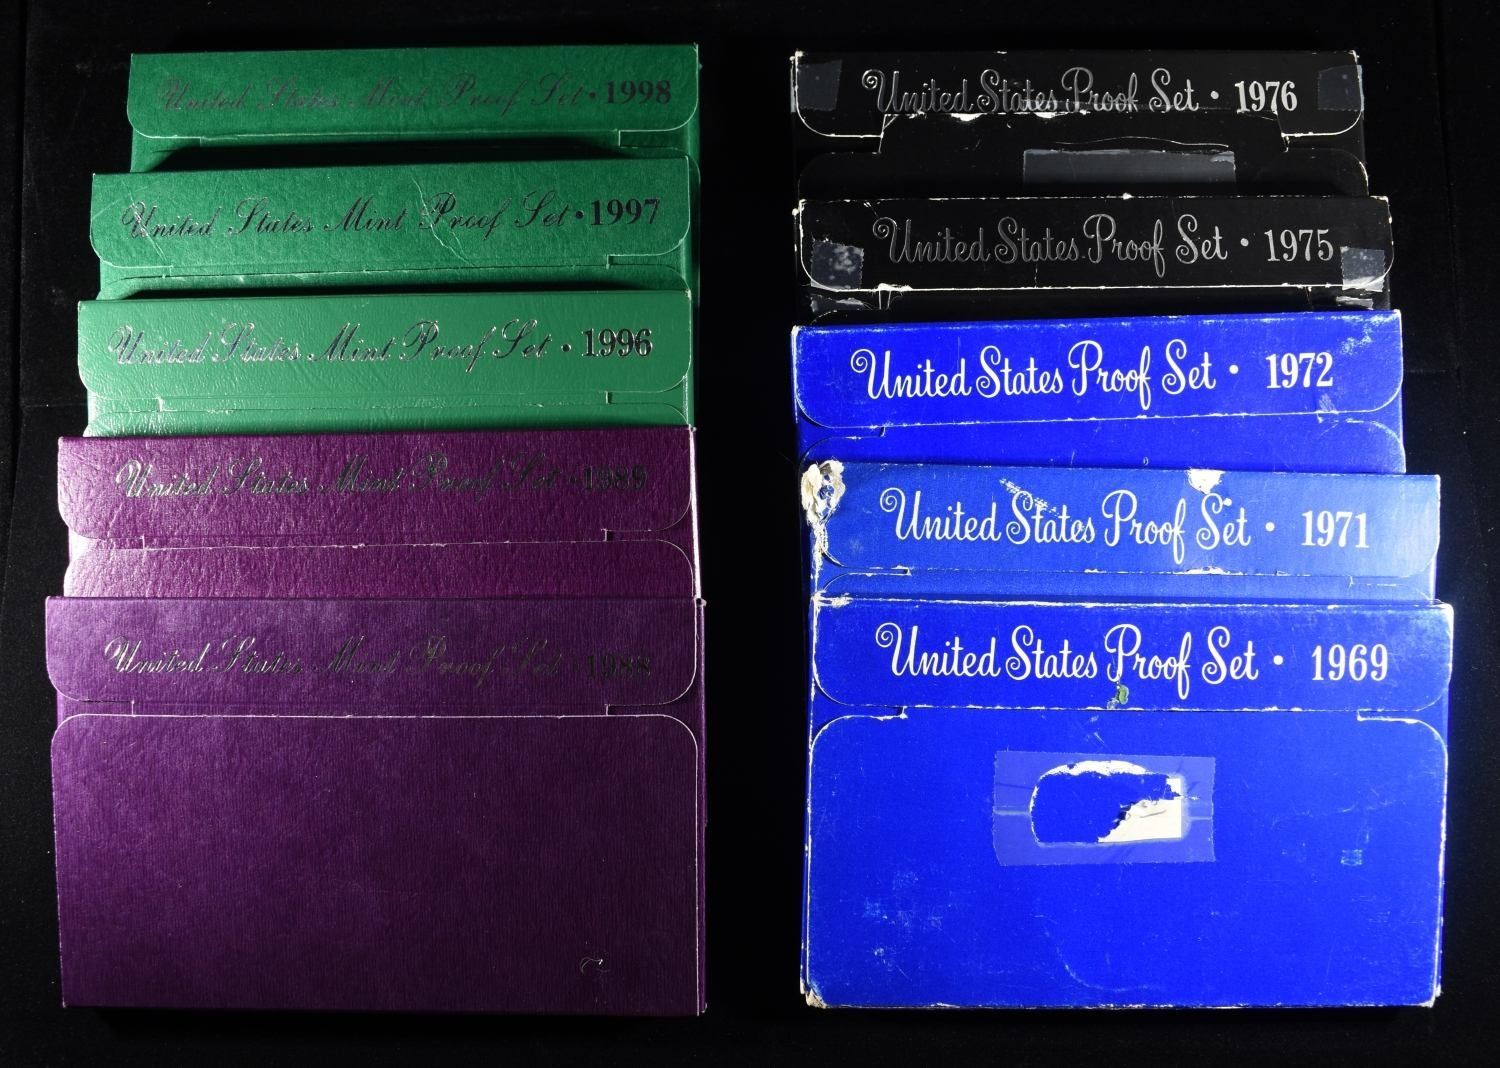 United States Mint Proof Set • 1998
United States Mint Proof Set • 1997
United States Mint Proof Set • 1996
United States Mint Proof Set • 1989
United States Mint Proof Set 1988
United States Proof Set • 1976
United States Proof Set • 1975
United States Proof Set • 1972
United States Proof Set • 1971
United States Proof Set • 1969